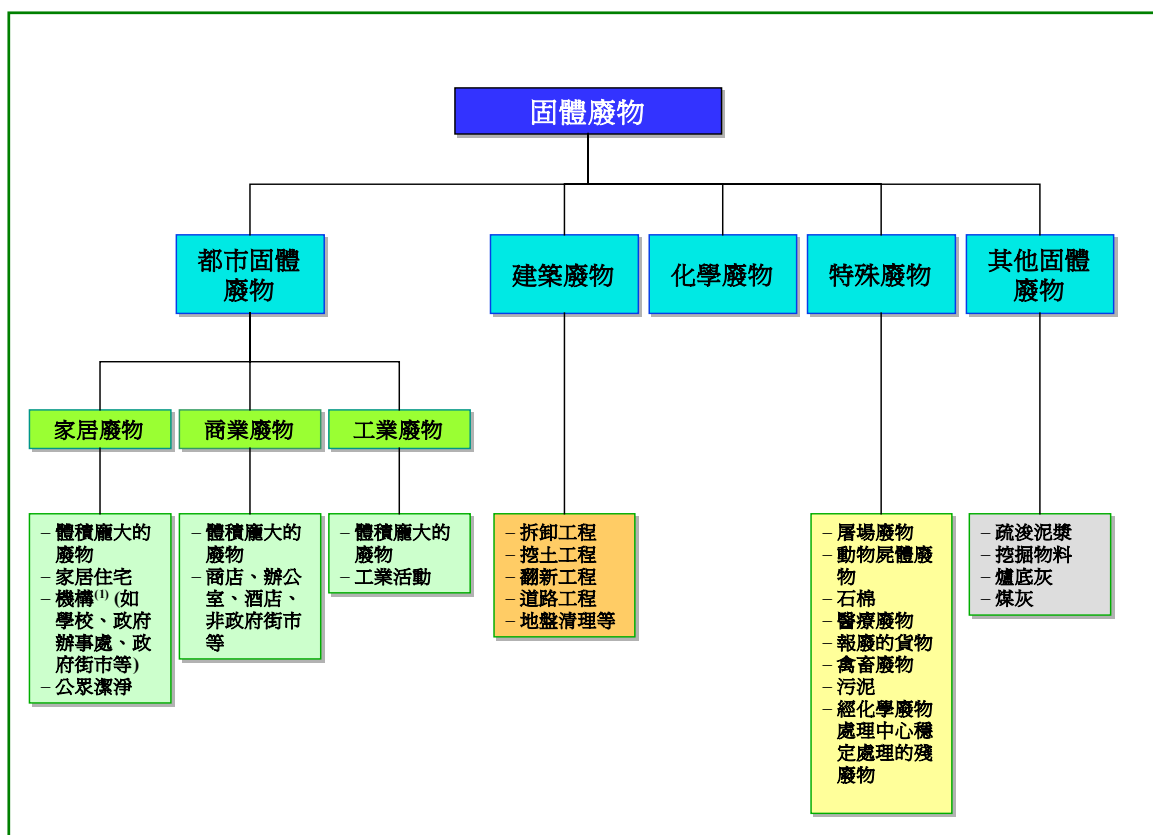 固體廢物
都市固體
廢物
建築廢物
化學廢物
特殊廢物
其他固體
廢物
家居廢物
商業廢物
工業廢物
– 體積龐大的
廢物
– 家居住宅
– 機構(1) (如
學校、政府
辦事處、政
府街市等)
– 公眾潔淨
– 體積龐大的
廢物
– 商店、辦公
室、酒店、
非政府街市
等
– 體積龐大的
廢物
– 工業活動
– 拆卸工程
– 挖土工程
– 翻新工程
– 道路工程
– 地盤清理等
– 屠場廢物
– 動物屍體廢
物
– 石棉
– 醫療廢物
– 報廢的貨物
– 禽畜廢物
– 污泥
– 經化學廢物
處理中心穩
定處理的殘
廢物
– 疏浚泥漿
– 挖掘物料
– 爐底灰
– 煤灰